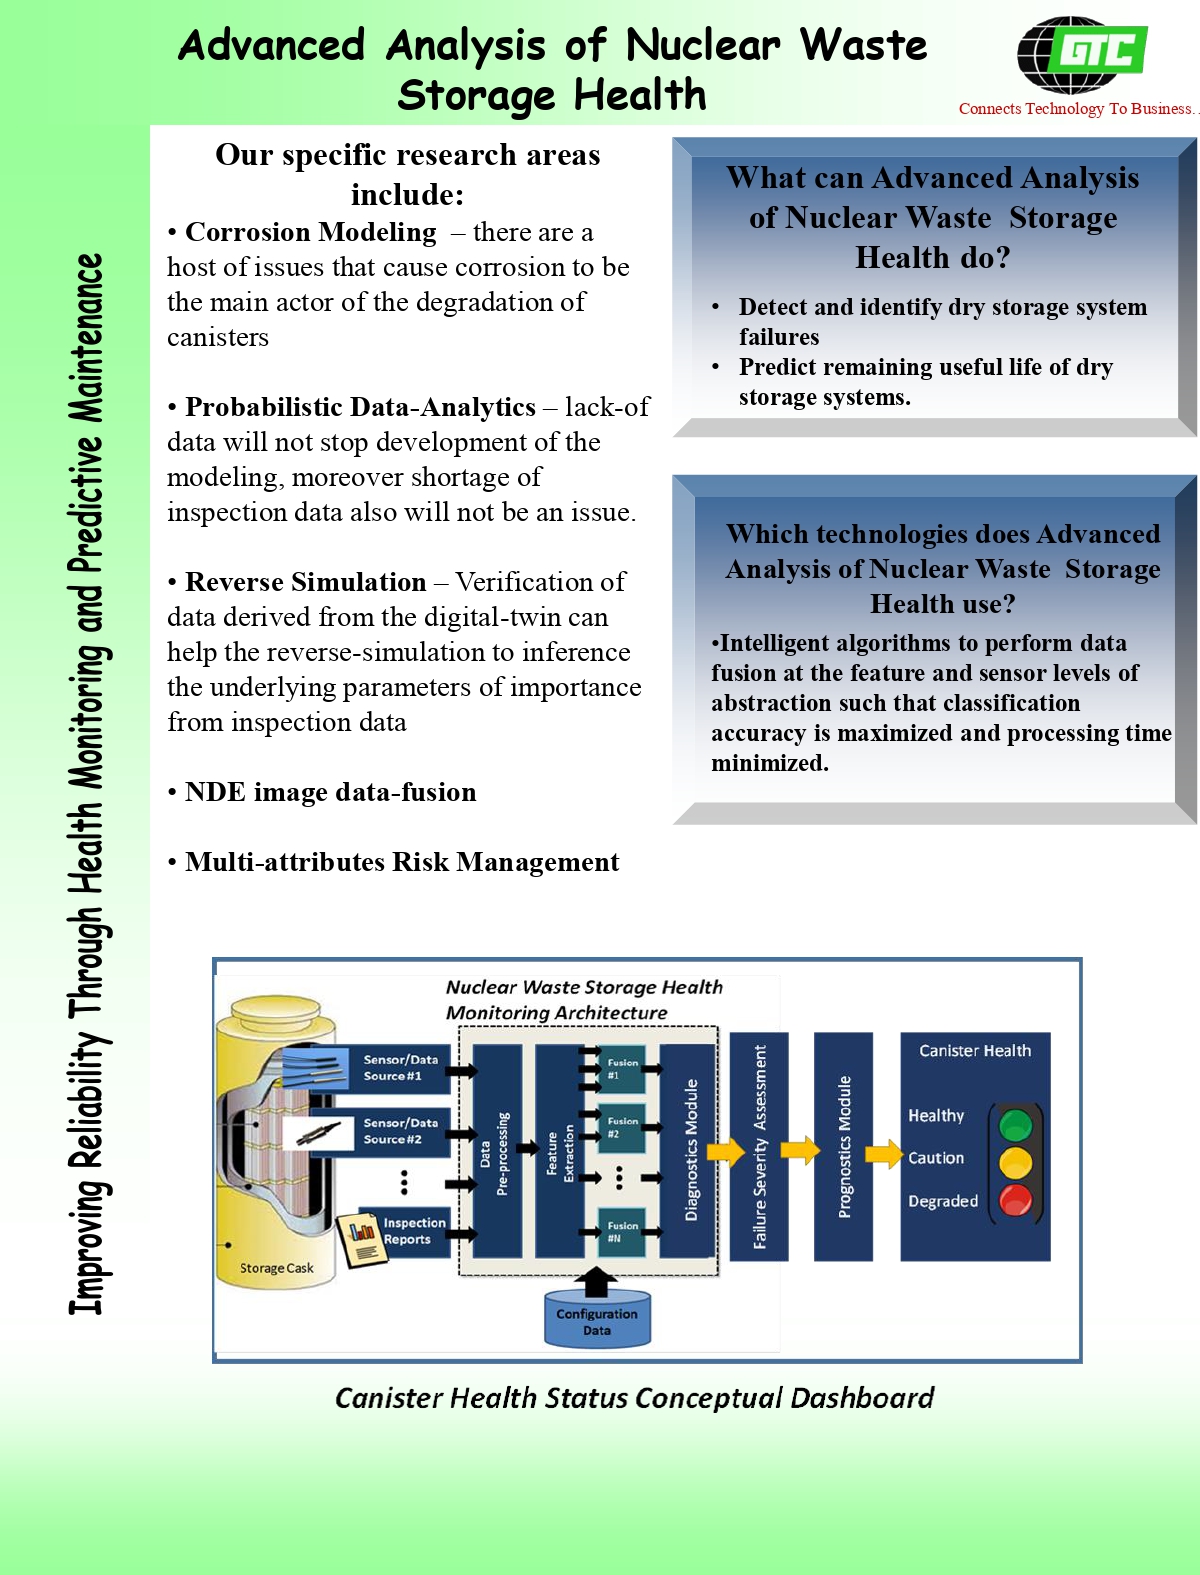 Advanced Analysis of Nuclear Waste
Storage Health
GTC
Connects Technology To Business..
Improving Reliability Through Health Monitoring and Predictive Maintenance
Our specific research areas
include:
• Corrosion Modeling – there are a
host of issues that cause corrosion to be
the main actor of the degradation of
canisters
• Probabilistic Data-Analytics – lack-of
data will not stop development of the
modeling, moreover shortage of
inspection data also will not be an issue.
• Reverse Simulation – Verification of
data derived from the digital-twin can
help the reverse-simulation to inference
the underlying parameters of importance
from inspection data
• NDE image data-fusion
• Multi-attributes Risk Management
What can Advanced Analysis
of Nuclear Waste Storage
Health do?
• Detect and identify dry storage system
failures
• Predict remaining useful life of dry
storage systems.
Which technologies does Advanced
Analysis of Nuclear Waste Storage
Health use?
•Intelligent algorithms to perform data
fusion at the feature and sensor levels of
abstraction such that classification
accuracy is maximized and processing time
minimized.
Nuclear Waste Storage Health
Monitoring Architecture
Storage Cask
Sensor/Data
Source #1
Sensor/Data
Source #2
Inspection
Reports
Data
Pre-processing
Feature
Extraction
Fusion
#1
Fusion
#2
Fusion
#N
Diagnostics Module
Configuration
Data
Failure Severity Assessment
Prognostics Module
Canister Health
Healthy
Caution
Degraded
Canister Health Status Conceptual Dashboard